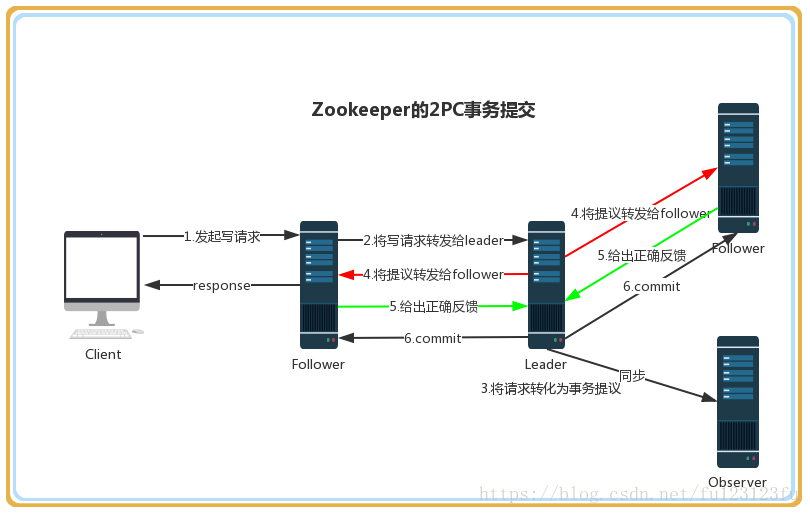 Zookeeper的2PC事务提交
1.发起写请求
response
Client
2.将写请求转发给leader
4.将提议转发给follower
5.给出正确反馈
6.commit
Follower
Leader
4.将提议转发给follower
5.给出正确反馈
6.commit
Follower
同步
3.将请求转化为事务提议
Observer
https://blog.csdn.net/fu123123fu